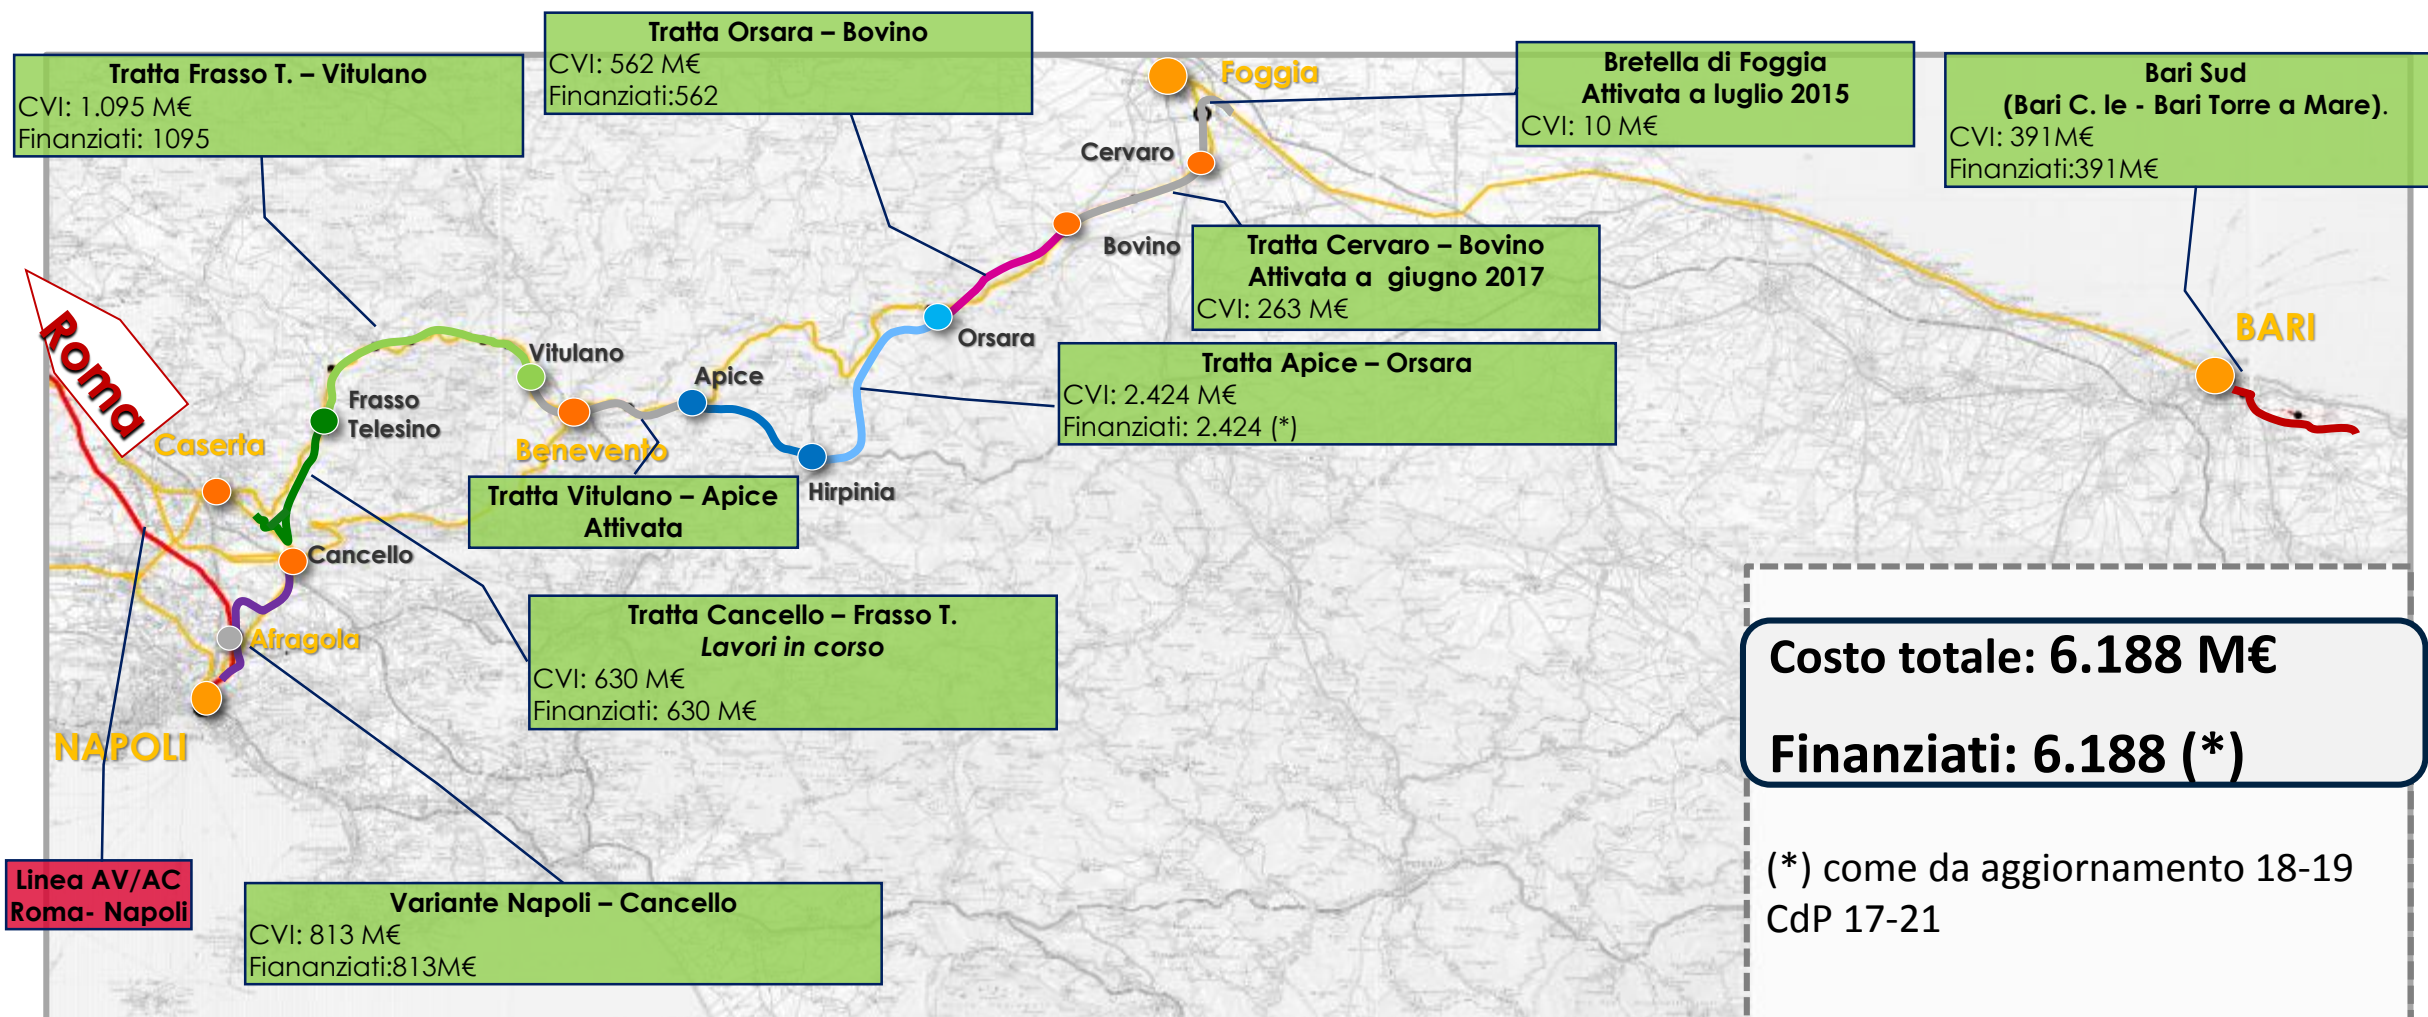 Tratta Orsara – Bovino
CVI: 562 M€
Finanziati:562
Tratta Frasso T. – Vitulano
CVI: 1.095 M€
Finanziati: 1095
Foggia
Bretella di Foggia
Attivata a luglio 2015
CVI: 10 M€
Bari Sud
(Bari C. le - Bari Torre a Mare).
CVI: 391M€
Finanziati:391M€
Cervaro
Bovino
Tratta Cervaro – Bovino
Attivata a giugno 2017
CVI: 263 M€
Roma
Orsara
BARI
Vitulano
Apice
Tratta Apice – Orsara
CVI: 2.424 M€
Finanziati: 2.424 (*)
Frasso
Telesino
Caserta
Benevento
Hirpinia
Tratta Vitulano – Apice
Attivata
Cancello
Tratta Cancello – Frasso T.
Lavori in corso
CVI: 630 M€
Finanziati: 630 M€
Afragola
NAPOLI
Costo totale: 6.188 M€
Finanziati: 6.188 (*)
(*) come da aggiornamento 18-19
CdP 17-21
Linea AV/AC
Roma- Napoli
Variante Napoli – Cancello
CVI: 813 M€
Fiananziati:813M€